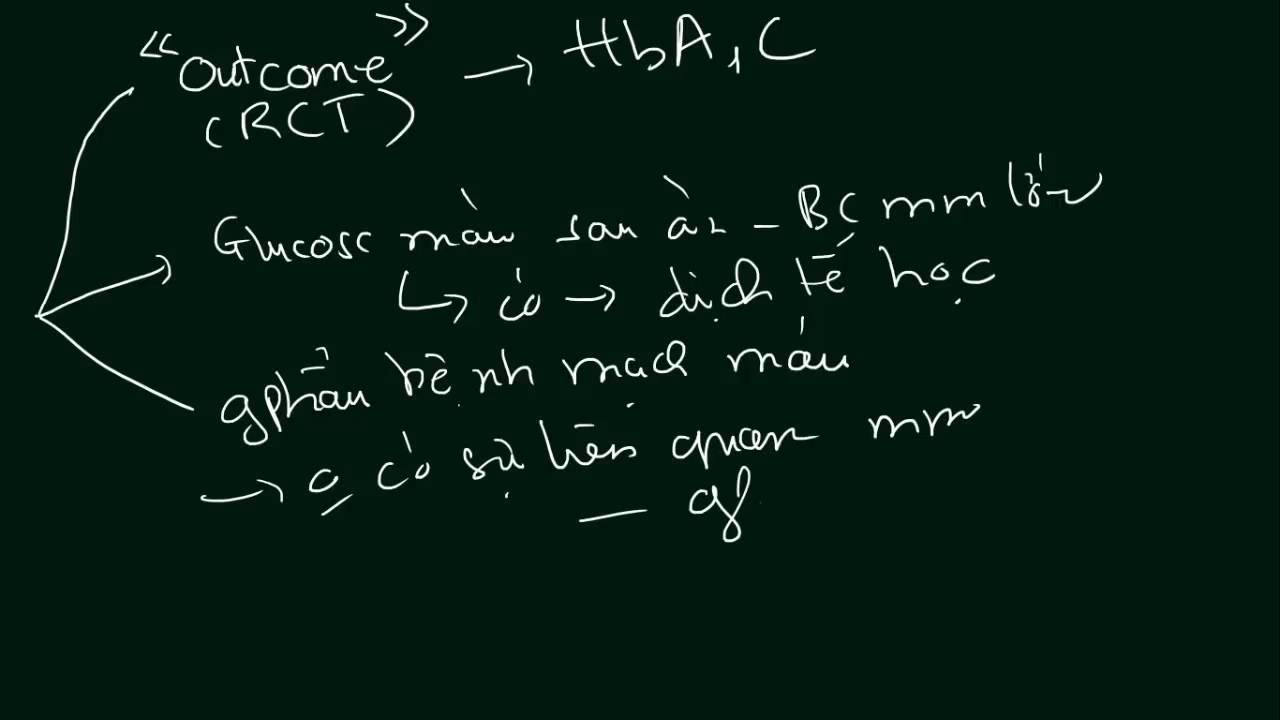 "Outcome" → HbA1C
(RCT)
Glucose máu sau ăn - BC mm lớn
↳ có → dịch tễ học
gphẫu bệnh mạch máu
→ có sự liên quan mm